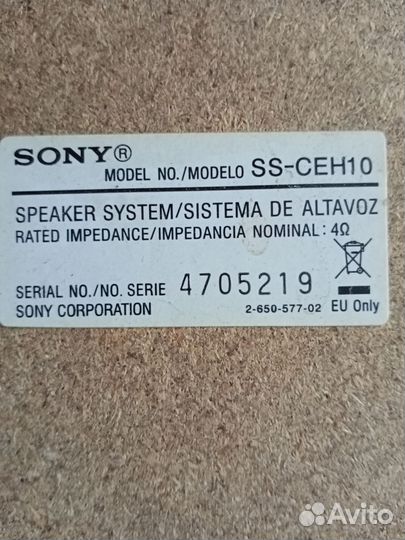 SONY®
MODEL NO./MODELO SS-CEH10
SPEAKER SYSTEM/SISTEMA DE ALTAVOZ
RATED IMPEDANCE/IMPEDANCIA NOMINAL: 4Ω
SERIAL NO./NO. SERIE 4705219
SONY CORPORATION 2-650-577-02 EU Only
Avito